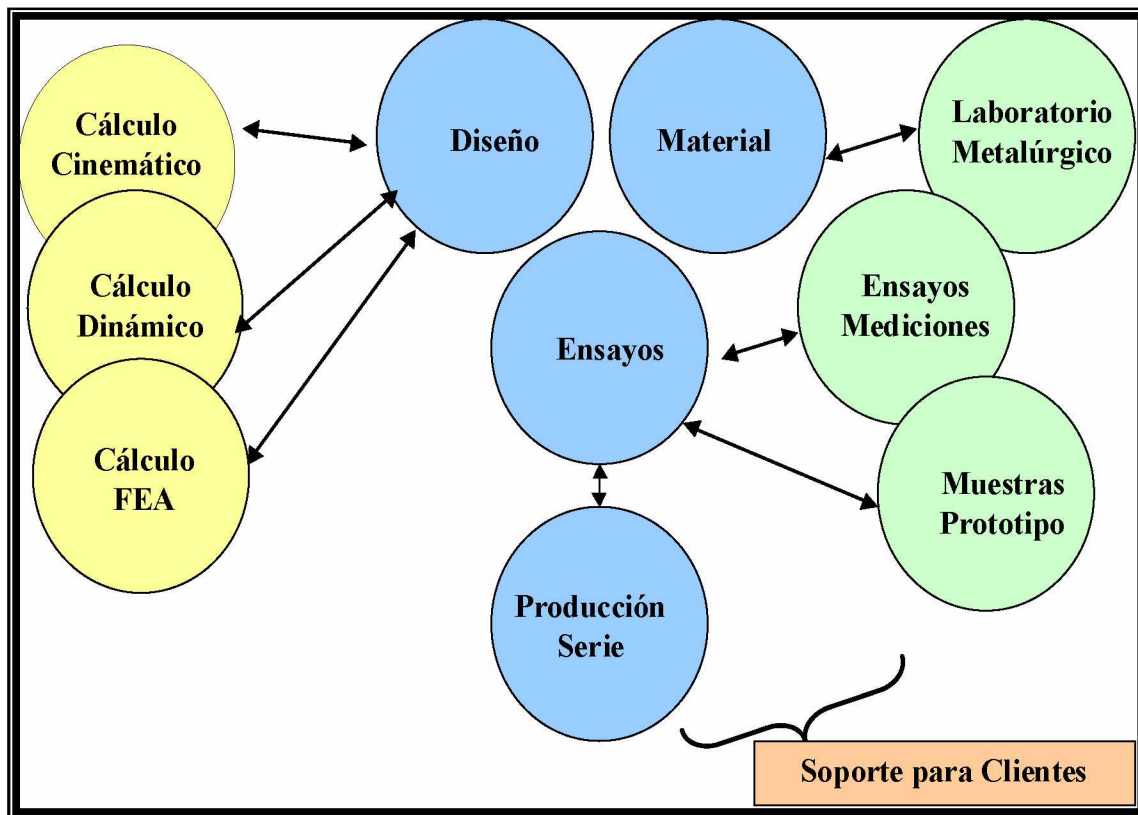 Cálculo
Cinemático
Diseño
Material
Laboratorio
Metalúrgico
Cálculo
Dinámico
Ensayos
Ensayos
Mediciones
Cálculo
FEA
Muestras
Prototipo
Producción
Serie
Soporte para Clientes